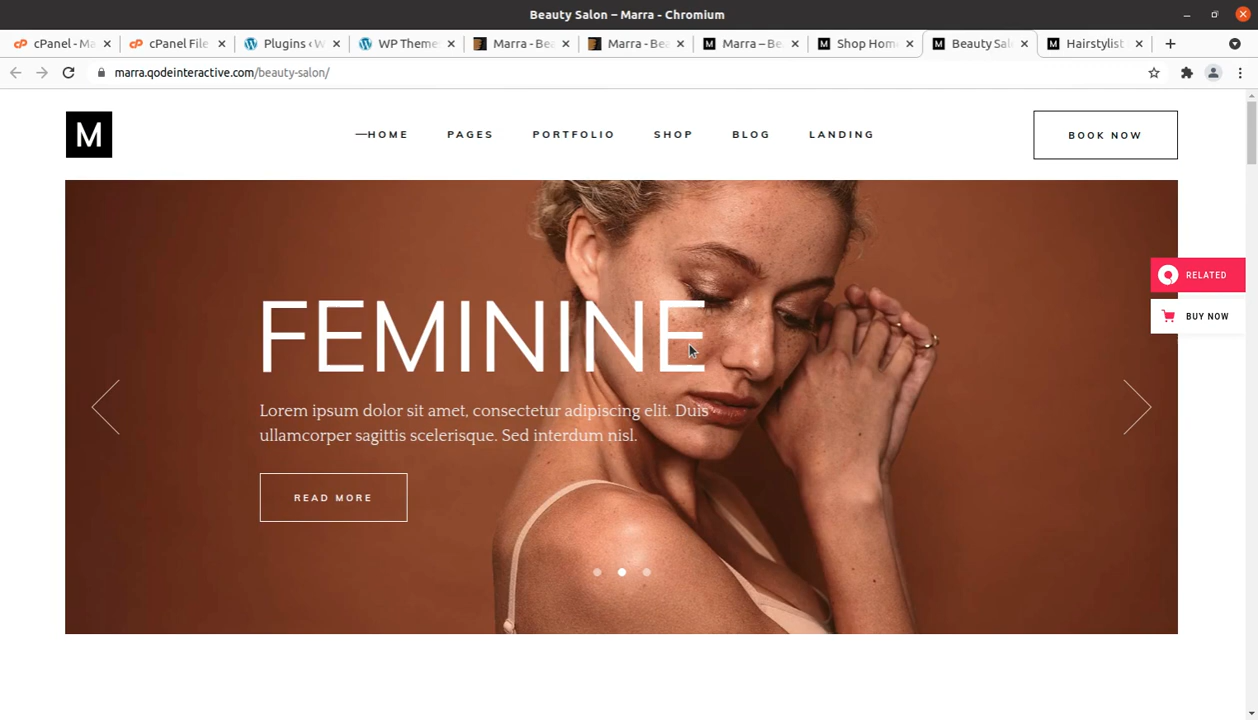 Beauty Salon – Marra - Chromium
cPanel - Ma
cPanel File
Plugins ‹ W
WP Theme
Marra - Bea
Marra - Bea
Marra – Be
Shop Hom
Beauty Sal
Hairstylist
marra.qodeinteractive.com/beauty-salon/
M
HOME
PAGES
PORTFOLIO
SHOP
BLOG
LANDING
BOOK NOW
RELATED
BUY NOW
FEMININE
Lorem ipsum dolor sit amet, consectetur adipiscing elit. Duis
ullamcorper sagittis scelerisque. Sed interdum nisl.
READ MORE